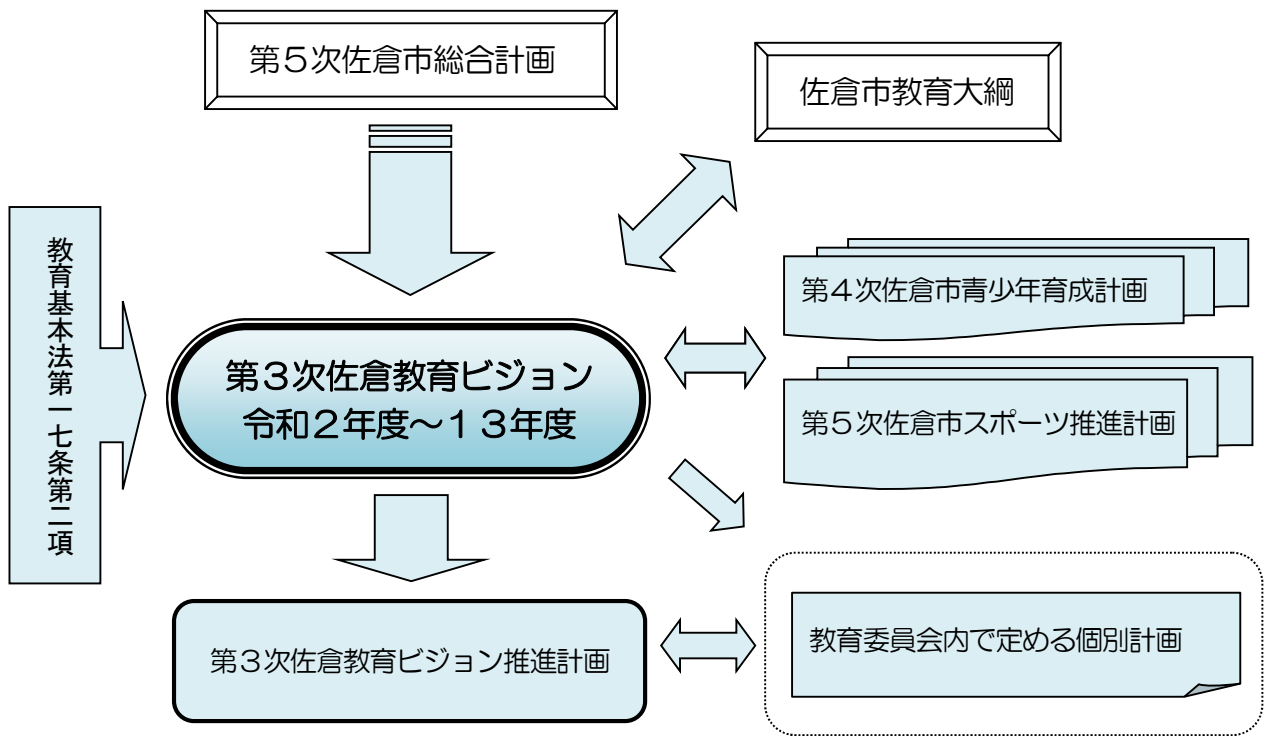 第５次佐倉市総合計画
佐倉市教育大綱
教育基本法第一七条第二項
第４次佐倉市青少年育成計画
第３次佐倉教育ビジョン
令和２年度～１３年度
第５次佐倉市スポーツ推進計画
第３次佐倉教育ビジョン推進計画
教育委員会内で定める個別計画